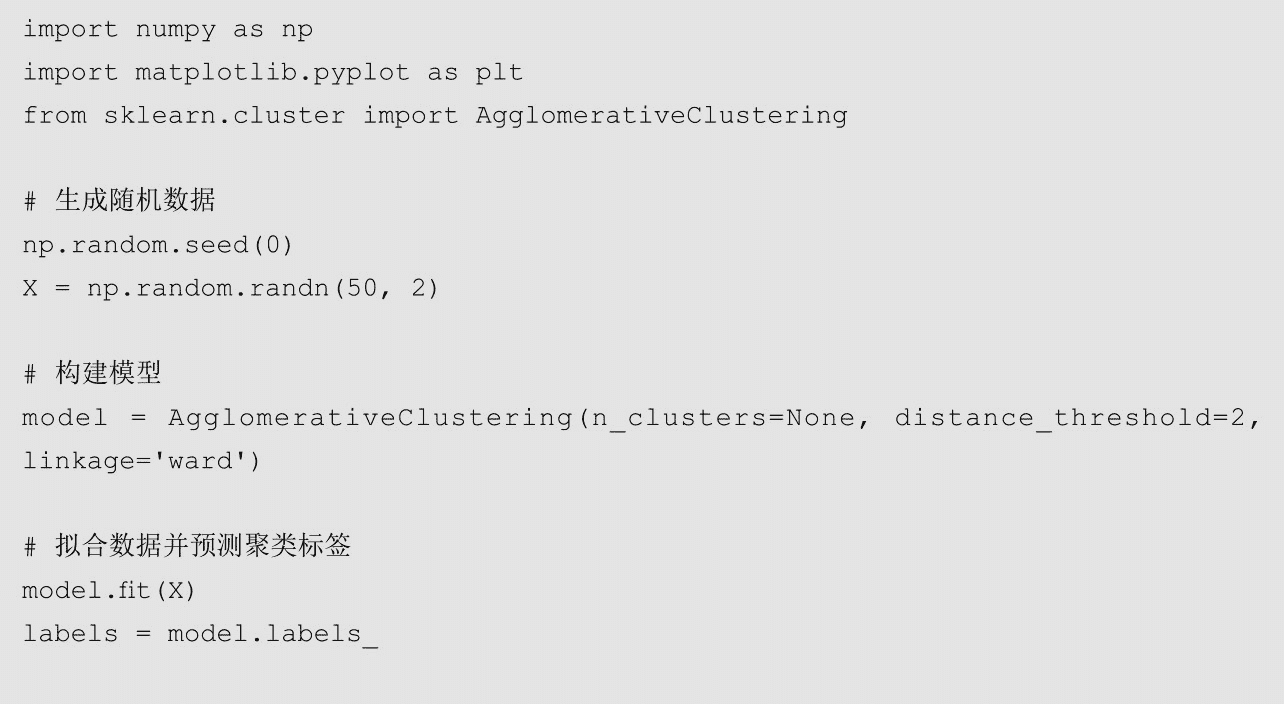 import numpy as np
import matplotlib.pyplot as plt
from sklearn.cluster import AgglomerativeClustering
# 生成随机数据
np.random.seed(0)
X = np.random.randn(50, 2)
# 构建模型
model = AgglomerativeClustering(n_clusters=None, distance_threshold=2,
linkage='ward')
# 拟合数据并预测聚类标签
model.fit(X)
labels = model.labels_